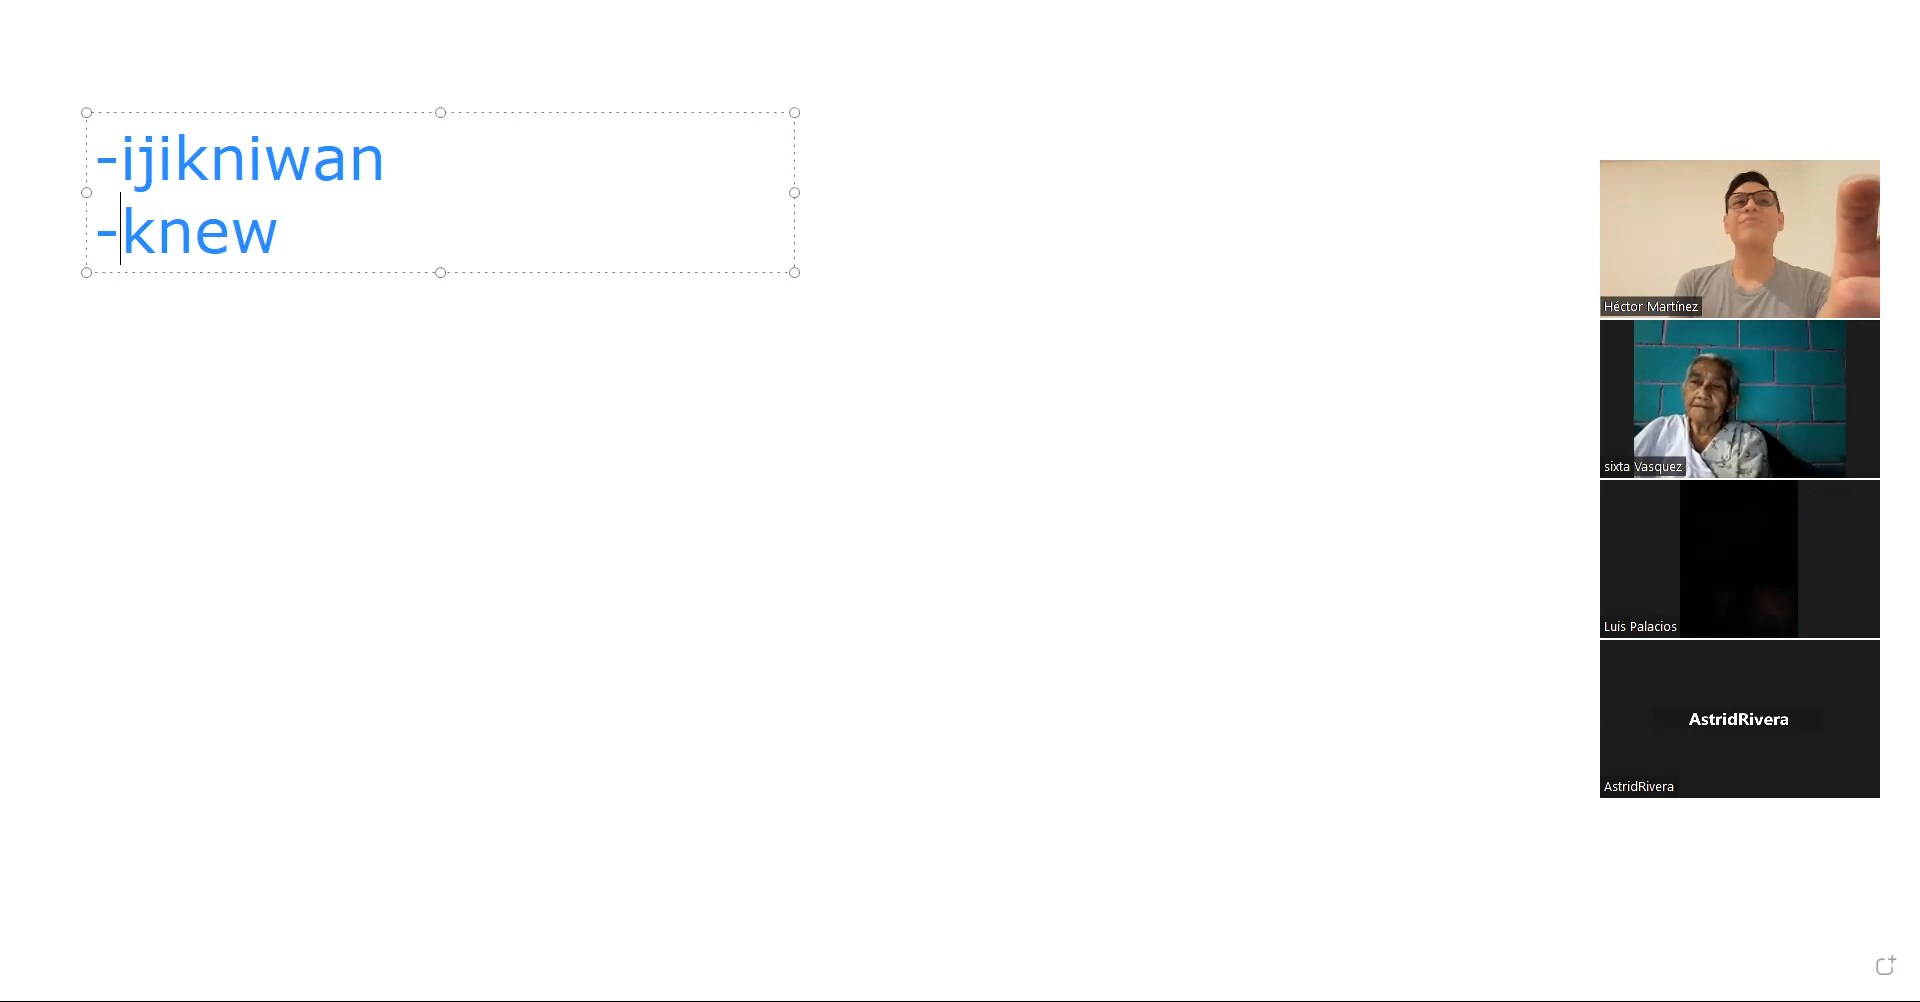 -ijikniwan
-knew
Héctor Martínez
sixta Vasquez
Luis Palacios
AstridRivera
AstridRivera